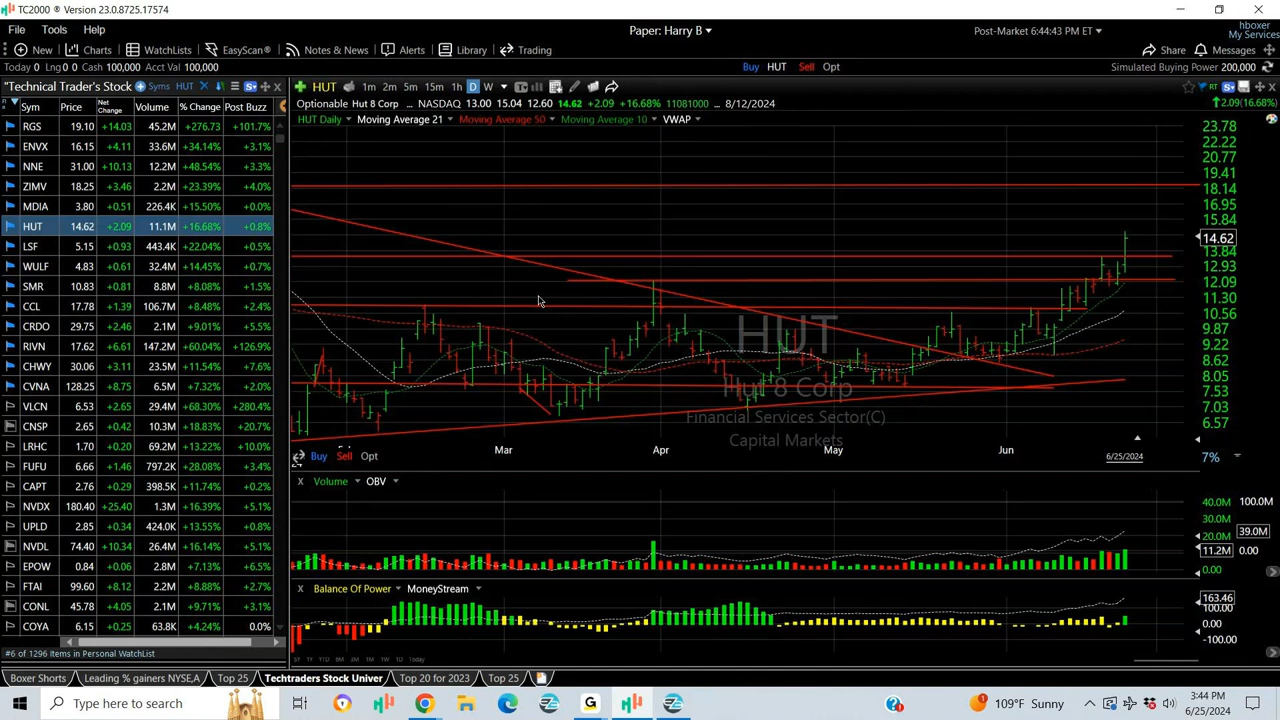 TC2000 ® Version 23.0.8725.17574
File Tools Help
Paper: Harry B
Post-Market 6:44:43 PM ET
hboxer
My Services
New Charts WatchLists EasyScan® Notes & News Alerts Library Trading
Share Messages
Today 0 Lng 0 0 Cash 100,000 Acct Val 100,000
Buy HUT Sell Opt
Simulated Buying Power 200,000
"Technical Trader's Stock Syms HUT
HUT 1m 2m 5m 15m 1h D W
Sym Price Net Change Volume % Change Post Buzz
Optionable Hut 8 Corp NASDAQ 13.00 15.04 12.60 14.62 +2.09 +16.68% 11081000 ... 8/12/2024
2.09(16.68%)
HUT Daily Moving Average 21 Moving Average 50 Moving Average 10 VWAP
RGS 19.10 +14.03 45.2M +276.73 +101.7%
ENVX 16.15 +4.11 33.6M +34.14% +3.1%
NNE 31.00 +10.13 12.2M +48.54% +3.3%
ZIMV 18.25 +3.46 2.2M +23.39% +4.0%
MDIA 3.80 +0.51 226.4K +15.50% +0.0%
HUT 14.62 +2.09 11.1M +16.68% +0.8%
LSF 5.15 +0.93 443.4K +22.04% +0.5%
WULF 4.83 +0.61 32.4M +14.45% +0.7%
SMR 10.83 +0.81 8.8M +8.08% +1.5%
CCL 17.78 +1.39 106.7M +8.48% +2.4%
CRDO 29.75 +2.46 2.1M +9.01% +5.5%
RIVN 17.62 +6.61 147.2M +60.04% +126.9%
CHWY 30.06 +3.11 23.5M +11.54% +7.6%
CVNA 128.25 +8.75 6.5M +7.32% +2.0%
VLCN 6.53 +2.65 29.4M +68.30% +280.4%
CNSP 2.65 +0.42 10.3M +18.83% +20.7%
LRHC 1.70 +0.20 69.2M +13.22% +10.0%
FUFU 6.66 +1.46 797.2K +28.08% +3.4%
CAPT 2.76 +0.29 398.5K +11.74% +0.2%
NVDX 180.40 +25.40 1.3M +16.39% +5.1%
UPLD 2.85 +0.34 424.0K +13.55% +0.8%
NVDL 74.40 +10.34 26.4M +16.14% +5.1%
EPOW 0.84 +0.06 2.8M +7.13% +6.5%
FTAI 99.60 +8.12 2.2M +8.88% +2.7%
CONL 45.78 +4.05 2.1M +9.71% +3.1%
COYA 6.15 +0.25 63.8K +4.24% 0.0%
#6 of 1296 Items in Personal WatchList
23.78
22.22
20.77
19.41
18.14
16.95
15.84
14.62
13.84
12.93
12.09
11.30
10.56
9.87
9.22
8.62
8.05
7.53
7.03
6.57
HUT
Hut 8 Corp
Financial Services Sector(C)
Capital Markets
Mar Apr May Jun 6/25/2024
7%
Buy Sell Opt
X Volume OBV
40.0M 100.0M
30.0M
39.0M
20.0M
11.2M 0.00
0.00
X Balance Of Power MoneyStream
163.46
100.00
0.00
-100.00
5Y 1Y YTD 6M 3M 1M 1W 1D Today
Boxer Shorts Leading % gainers NYSE,A Top 25 Techtraders Stock Univer Top 20 for 2023 Top 25
Type here to search
109°F Sunny
3:44 PM
6/25/2024